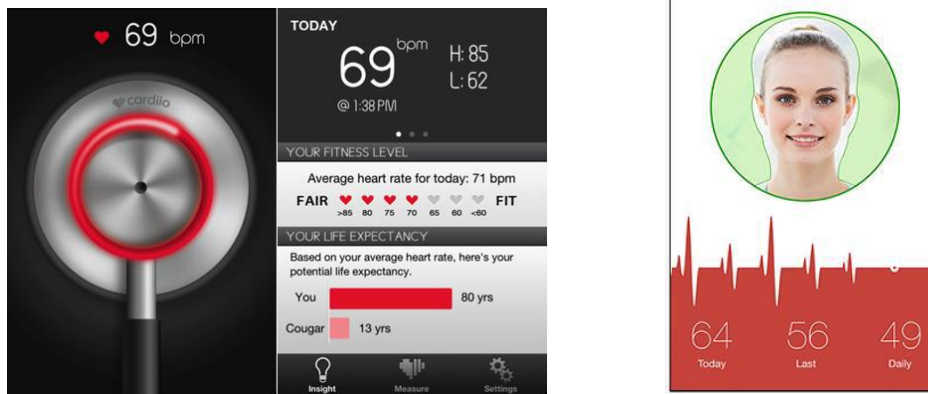 69 bpm
cardiio
TODAY
69 bpm
H: 85
L: 62
@ 1:38 PM
YOUR FITNESS LEVEL
Average heart rate for today: 71 bpm
FAIR FIT
>85 80 75 70 65 60 <60
YOUR LIFE EXPECTANCY
Based on your average heart rate, here's your
potential life expectancy.
You 80 yrs
Cougar 13 yrs
Insight Measure Settings
64 56 49
Today Last Daily